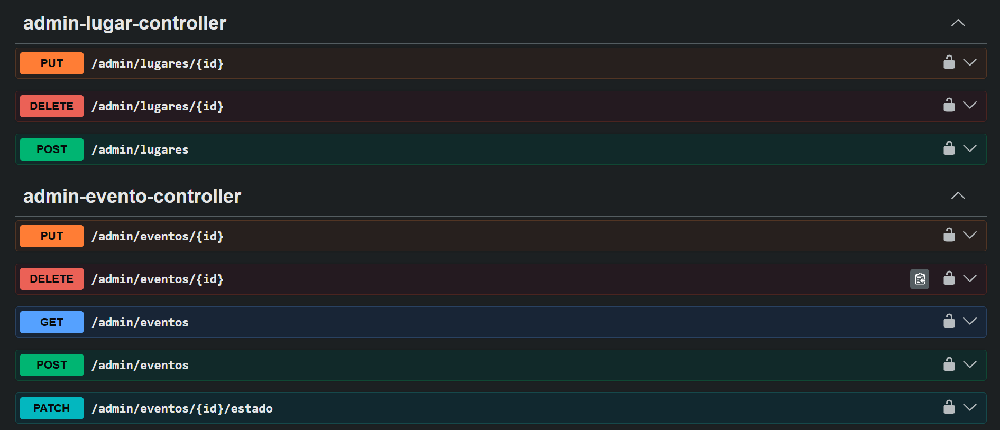 admin-lugar-controller
PUT /admin/lugares/{id}
DELETE /admin/lugares/{id}
POST /admin/lugares
admin-evento-controller
PUT /admin/eventos/{id}
DELETE /admin/eventos/{id}
GET /admin/eventos
POST /admin/eventos
PATCH /admin/eventos/{id}/estado